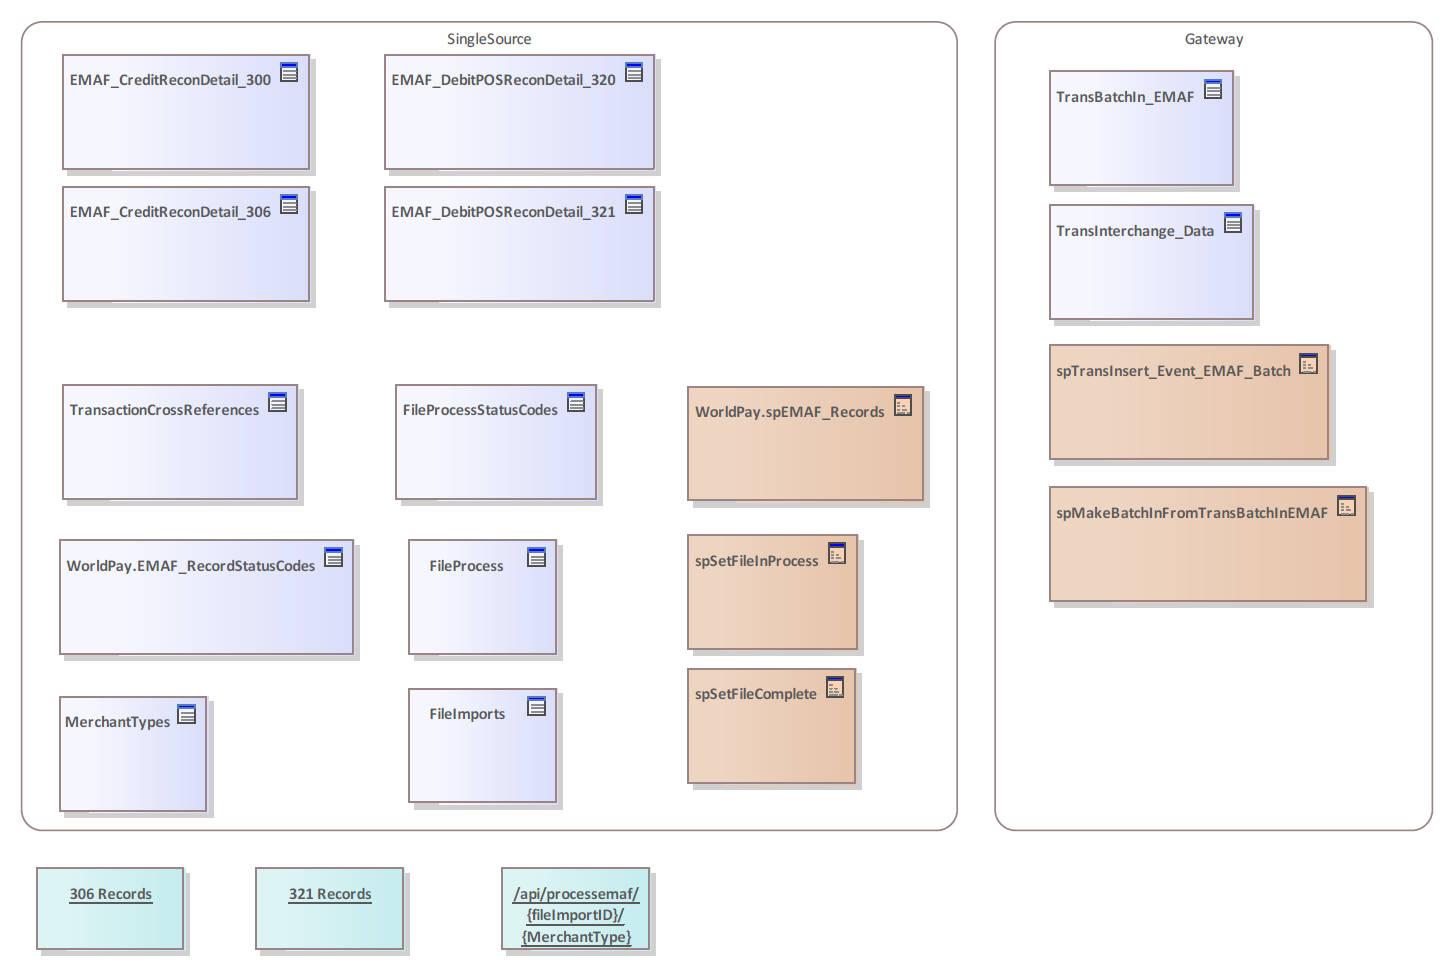 SingleSource
EMAF_CreditReconDetail_300
EMAF_DebitPOSReconDetail_320
EMAF_CreditReconDetail_306
EMAF_DebitPOSReconDetail_321
TransactionCrossReferences
FileProcessStatusCodes
WorldPay.spEMAF_Records
WorldPay.EMAF_RecordStatusCodes
FileProcess
spSetFileInProcess
MerchantTypes
FileImports
spSetFileComplete
Gateway
TransBatchIn_EMAF
TransInterchange_Data
spTransInsert_Event_EMAF_Batch
spMakeBatchInFromTransBatchInEMAF
306 Records
321 Records
/api/processemaf/
{fileImportID}/
{MerchantType}